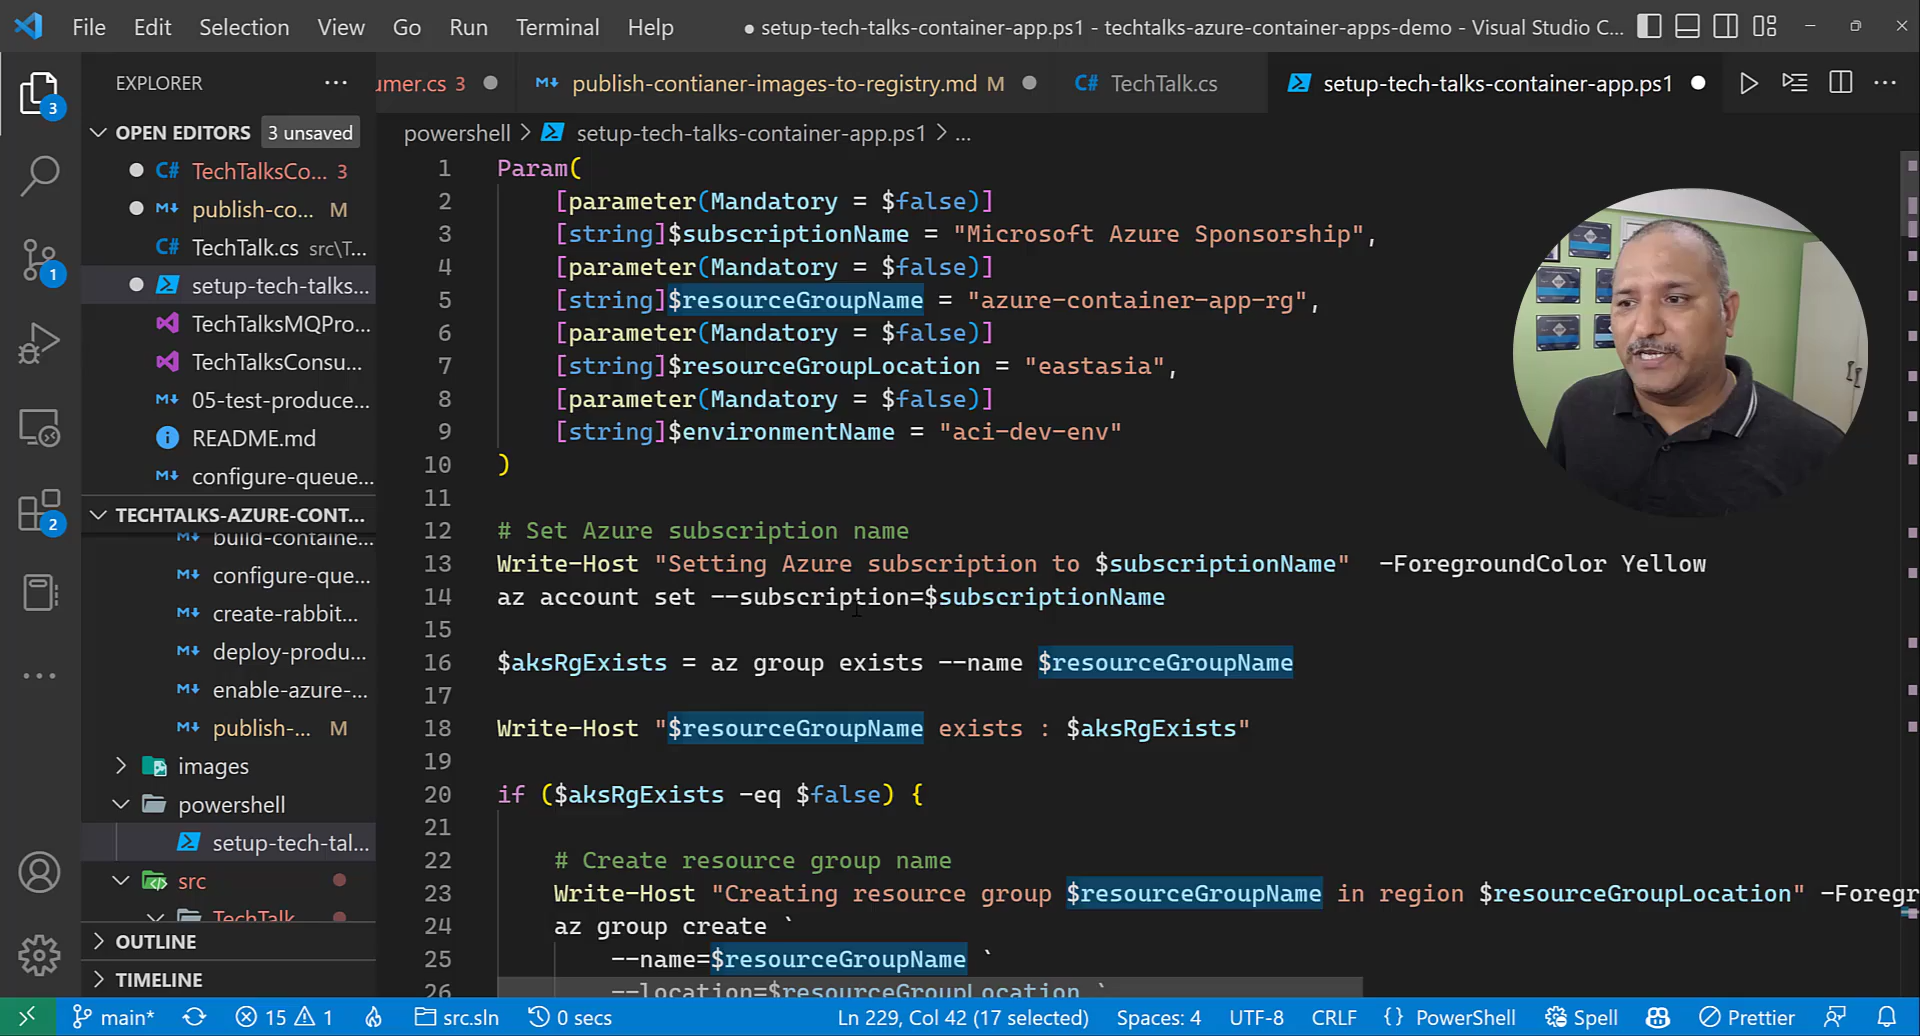 File Edit Selection View Go Run Terminal Help
● setup-tech-talks-container-app.ps1 - techtalks-azure-container-apps-demo - Visual Studio C...
EXPLORER
umer.cs 3
publish-contianer-images-to-registry.md M
C# TechTalk.cs
setup-tech-talks-container-app.ps1
OPEN EDITORS 3 unsaved
C# TechTalksCo... 3
publish-co... M
C# TechTalk.cs src\T...
setup-tech-talks...
TechTalksMQPro...
TechTalksConsu...
05-test-produce...
README.md
configure-queue...
TECHTALKS-AZURE-CONT...
build-containe...
configure-que...
create-rabbit...
deploy-produ...
enable-azure-...
publish-... M
images
powershell
setup-tech-tal...
src
TechTalk
OUTLINE
TIMELINE
3
1
2
powershell > setup-tech-talks-container-app.ps1 > ...
1 Param(
2 [parameter(Mandatory = $false)]
3 [string]$subscriptionName = "Microsoft Azure Sponsorship",
4 [parameter(Mandatory = $false)]
5 [string]$resourceGroupName = "azure-container-app-rg",
6 [parameter(Mandatory = $false)]
7 [string]$resourceGroupLocation = "eastasia",
8 [parameter(Mandatory = $false)]
9 [string]$environmentName = "aci-dev-env"
10 )
11
12 # Set Azure subscription name
13 Write-Host "Setting Azure subscription to $subscriptionName" -ForegroundColor Yellow
14 az account set --subscription=$subscriptionName
15
16 $aksRgExists = az group exists --name $resourceGroupName
17
18 Write-Host "$resourceGroupName exists : $aksRgExists"
19
20 if ($aksRgExists -eq $false) {
21
22 # Create resource group name
23 Write-Host "Creating resource group $resourceGroupName in region $resourceGroupLocation" -Foregr
24 az group create `
25 --name=$resourceGroupName `
26 --location=$resourceGroupLocation `
main* 15 1 src.sln 0 secs Ln 229, Col 42 (17 selected) Spaces: 4 UTF-8 CRLF {} PowerShell Spell Prettier